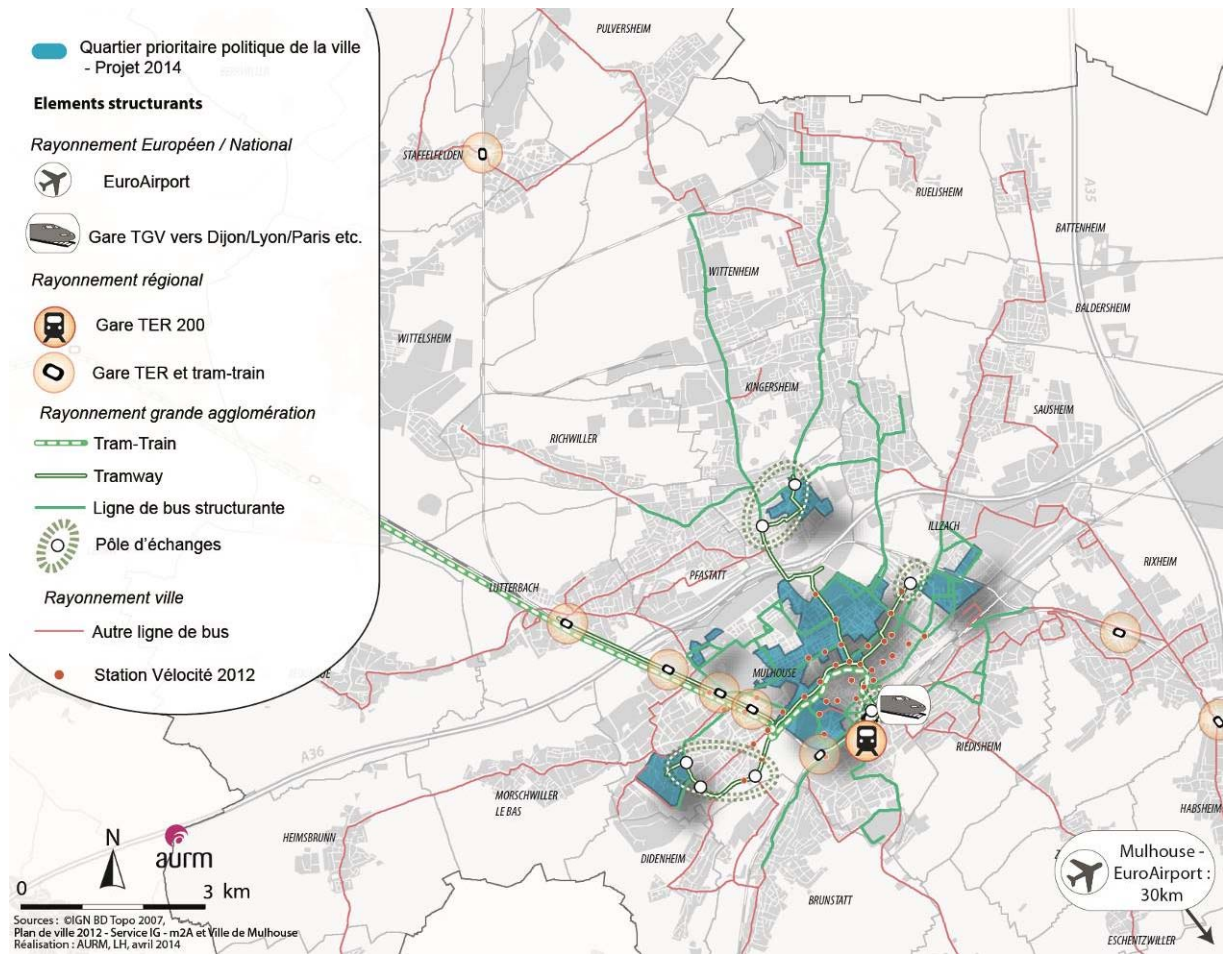 Quartier prioritaire politique de la ville
- Projet 2014
Elements structurants
Rayonnement Européen / National
EuroAirport
Gare TGV vers Dijon/Lyon/Paris etc.
Rayonnement régional
Gare TER 200
Gare TER et tram-train
Rayonnement grande agglomération
Tram-Train
Tramway
Ligne de bus structurante
Pôle d'échanges
Rayonnement ville
Autre ligne de bus
Station Vélocité 2012
PULVERSHEIM
STAFFELFELDEN
RUELISHEIM
A35
BATTENHEIM
WITTENHEIM
BALDERSHEIM
WITTELSHEIM
KINGERSHEIM
SAUSHEIM
RICHWILLER
ILLZACH
RIXHEIM
PFASTATT
LUTTERBACH
MULHOUSE
RIEDISHEIM
A36
MORSCHWILLER
LE BAS
HABSHEIM
HEIMSBRUNN
DIDENHEIM
BRUNSTATT
ESCHENTZWILLER
Mulhouse -
EuroAirport :
30km
N
aurm
0 3 km
Sources : ©IGN BD Topo 2007,
Plan de ville 2012 - Service IG - m2A et Ville de Mulhouse
Réalisation : AURM, LH, avril 2014